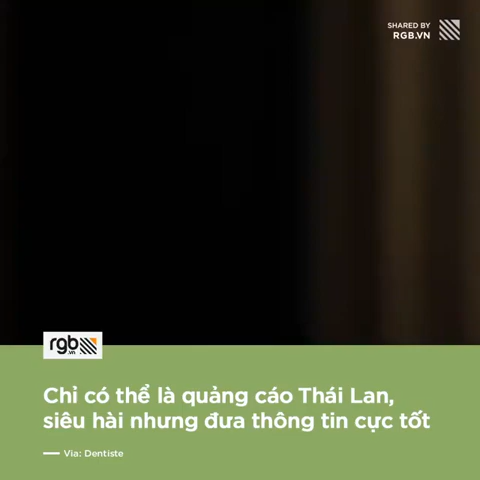 SHARED BY
RGB.VN
rgb
.vn
Chỉ có thể là quảng cáo Thái Lan,
siêu hài nhưng đưa thông tin cực tốt
Via: Dentiste